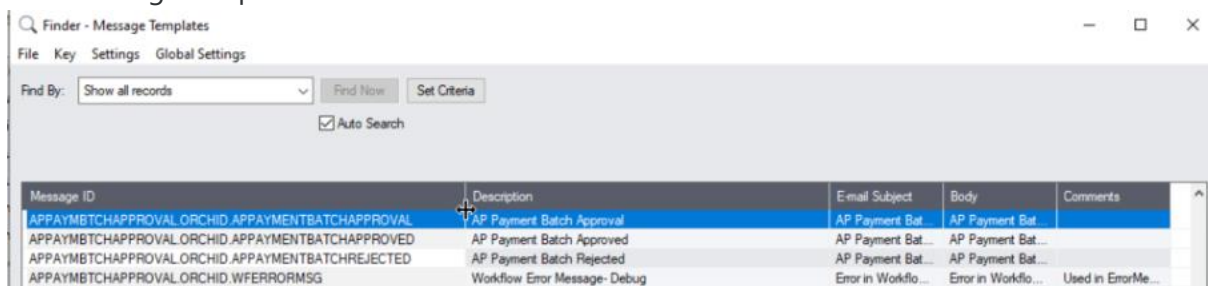 Finder - Message Templates
File Key Settings Global Settings
Find By: Show all records Find Now Set Criteria
Auto Search
Message ID Description E-mail Subject Body Comments
APPAYMBTCHAPPROVAL.ORCHID.APPAYMENTBATCHAPPROVAL AP Payment Batch Approval AP Payment Bat... AP Payment Bat...
APPAYMBTCHAPPROVAL.ORCHID.APPAYMENTBATCHAPPROVED AP Payment Batch Approved AP Payment Bat... AP Payment Bat...
APPAYMBTCHAPPROVAL.ORCHID.APPAYMENTBATCHREJECTED AP Payment Batch Rejected AP Payment Bat... AP Payment Bat...
APPAYMBTCHAPPROVAL.ORCHID.WFERRORMSG Workflow Error Message- Debug Error in Workflo... Error in Workflo... Used in ErrorMe...